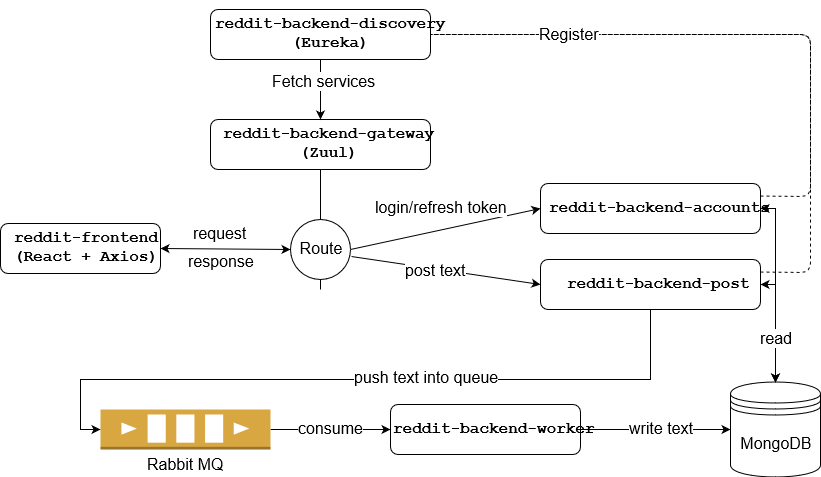 reddit-backend-discovery
(Eureka)
Register
Fetch services
reddit-backend-gateway
(Zuul)
login/refresh token
reddit-backend-accounts
request
reddit-frontend
(React + Axios)
Route
response
post text
reddit-backend-post
read
push text into queue
consume
reddit-backend-worker
write text
MongoDB
Rabbit MQ